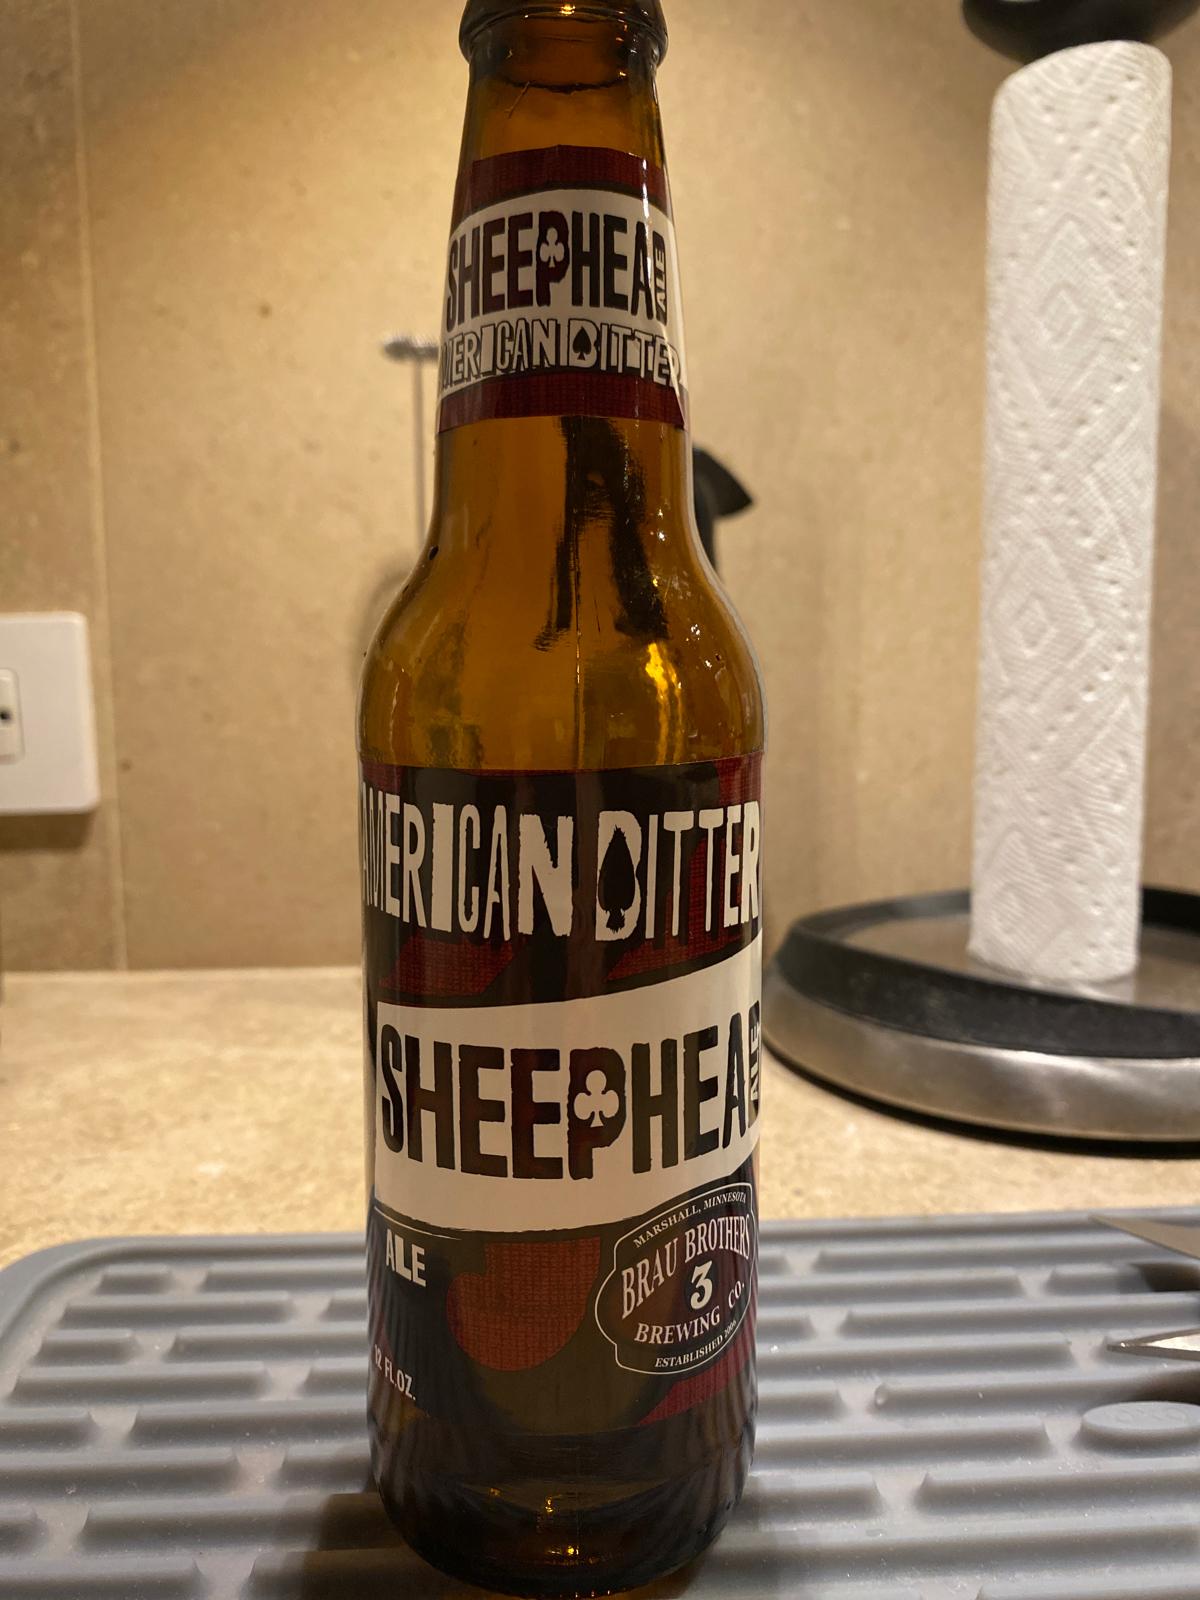 SHEEPHEAD ALE
AMERICAN BITTER
AMERICAN BITTER
SHEEPHEAD ALE
ALE
12 FL.OZ.
MARSHALL, MINNESOTA
BRAU BROTHERS
3
BREWING CO.
ESTABLISHED 2006